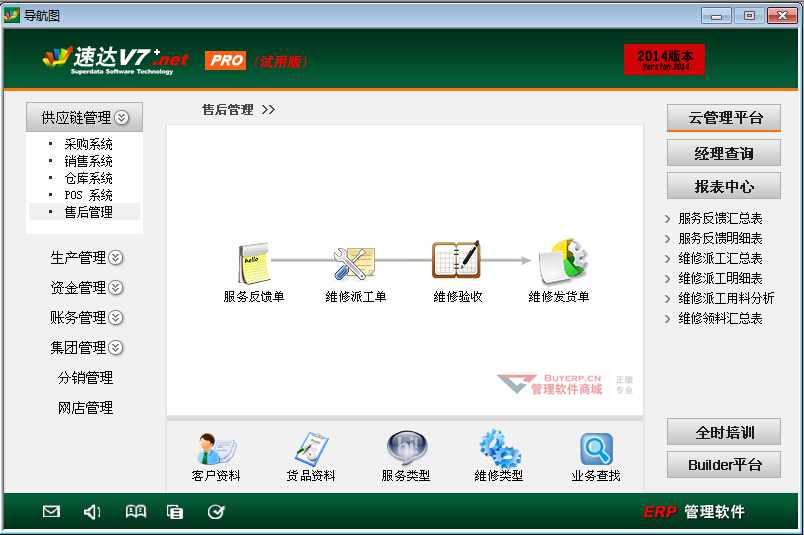 导航图
速达V7+.net
Superdata Software Technology
PRO (试用版)
2014版本
Version 2014
供应链管理
采购系统
销售系统
仓库系统
POS 系统
售后管理
生产管理
资金管理
账务管理
集团管理
分销管理
网店管理
售后管理 >>
hello
服务反馈单
维修派工单
维修验收
维修发货单
BUYERP.CN
管理软件商城
正版
专业
客户资料
货品资料
服务类型
维修类型
业务查找
云管理平台
经理查询
报表中心
服务反馈汇总表
服务反馈明细表
维修派工汇总表
维修派工明细表
维修派工用料分析
维修领料汇总表
全时培训
Builder平台
ERP 管理软件